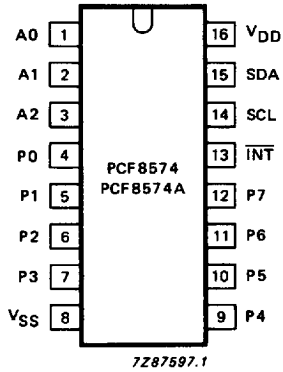 A0 1 16 VDD
A1 2 15 SDA
A2 3 14 SCL
P0 4 13 INT
PCF8574
PCF8574A
P1 5 12 P7
P2 6 11 P6
P3 7 10 P5
VSS 8 9 P4
7Z87597.1